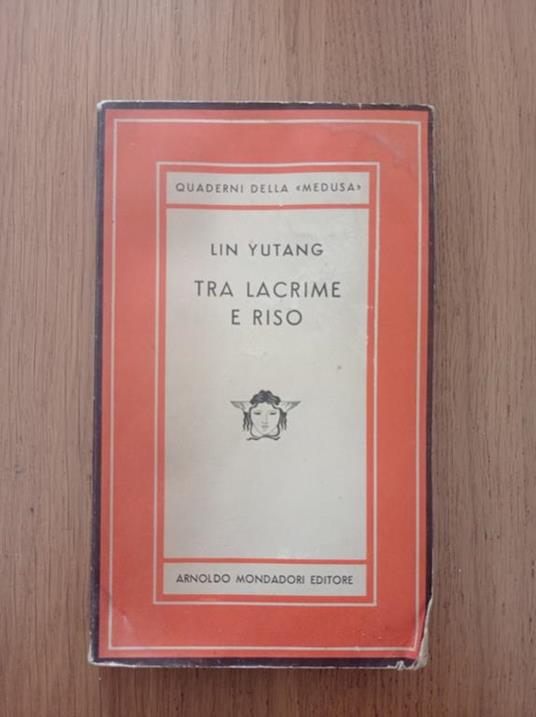 QUADERNI DELLA «MEDUSA»
LIN YUTANG
TRA LACRIME
E RISO
ARNOLDO MONDADORI EDITORE